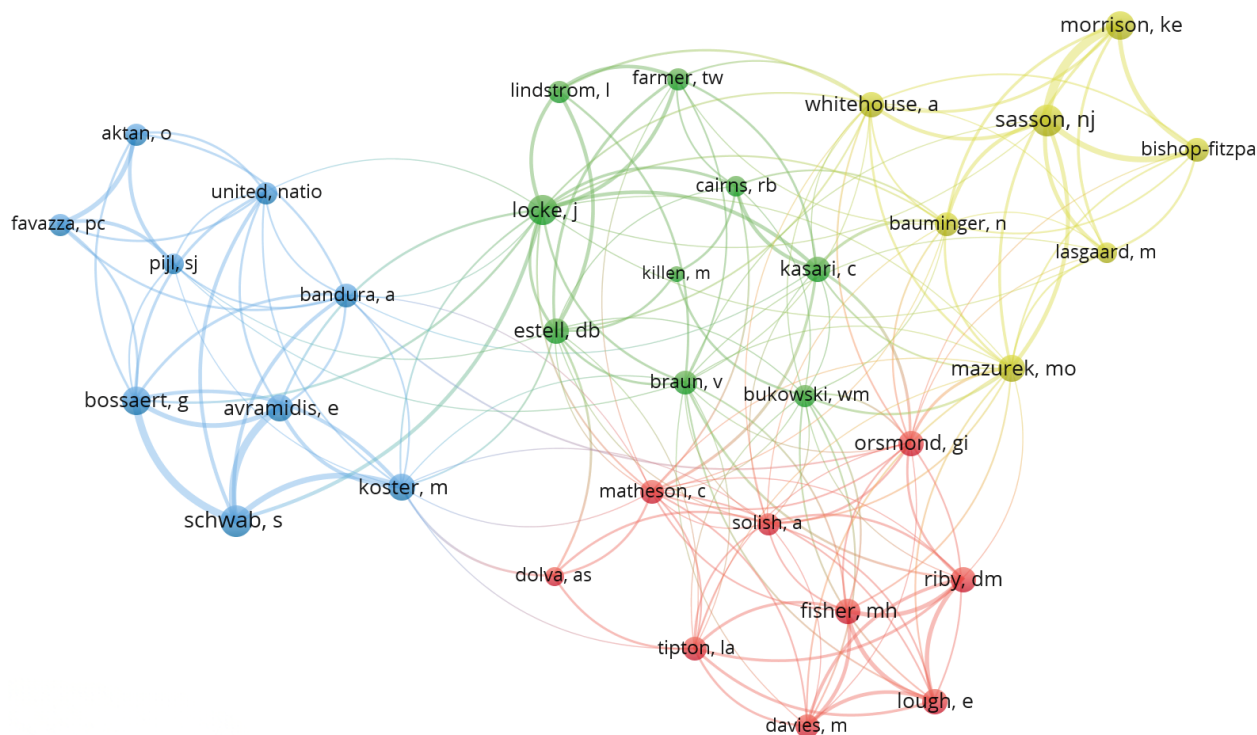 morrison, ke
farmer, tw
lindstrom, l
whitehouse, a
sasson, nj
aktan, o
bishop-fitzpa
cairns, rb
united, natio
locke, j
favazza, pc
bauminger, n
lasgaard, m
pijl, sj
killen, m
kasari, c
bandura, a
estell, db
mazurek, mo
braun, v
bukowski, wm
bossaert, g
avramidis, e
orsmond, gi
koster, m
matheson, c
schwab, s
solish, a
dolva, as
riby, dm
fisher, mh
tipton, la
lough, e
davies, m